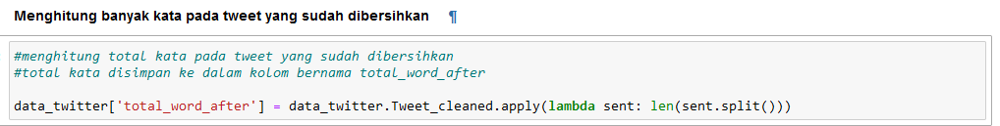 Menghitung banyak kata pada tweet yang sudah dibersihkan ¶
#menghitung total kata pada tweet yang sudah dibersihkan
#total kata disimpan ke dalam kolom bernama total_word_after
data_twitter['total_word_after'] = data_twitter.Tweet_cleaned.apply(lambda sent: len(sent.split()))